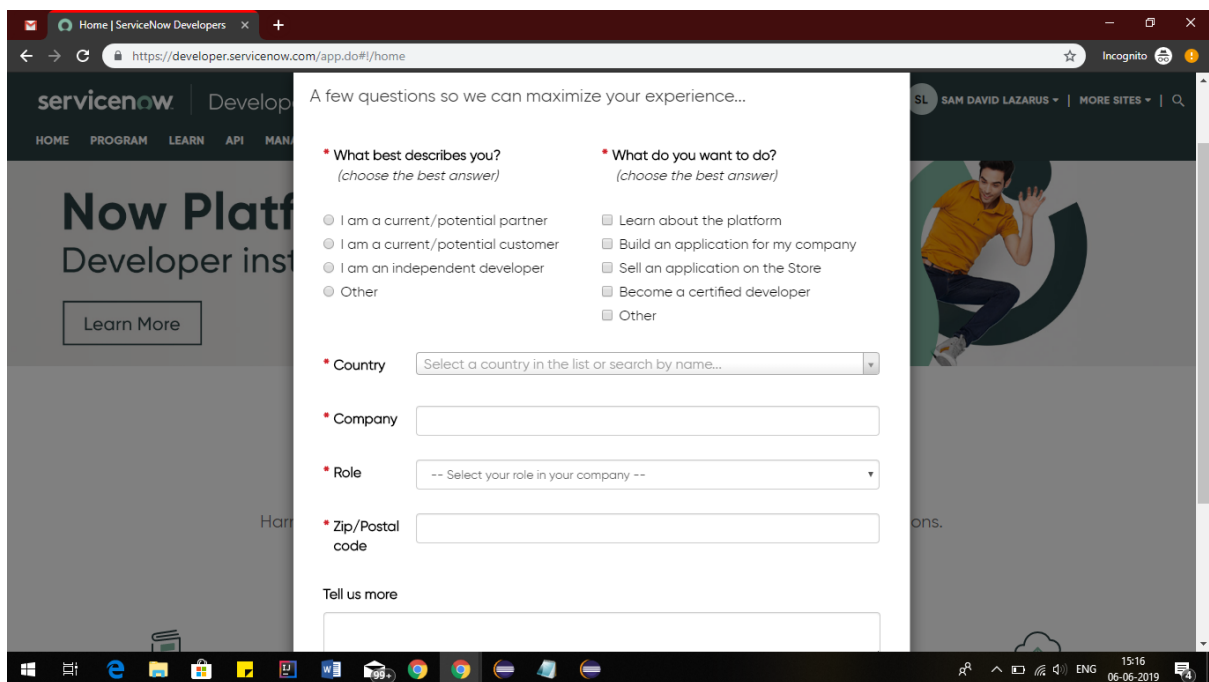 Home | ServiceNow Developers
https://developer.servicenow.com/app.do#!/home
Incognito
servicenow Develop
SL SAM DAVID LAZARUS MORE SITES
HOME PROGRAM LEARN API MANA
A few questions so we can maximize your experience...
* What best describes you?
(choose the best answer)
I am a current/potential partner
I am a current/potential customer
I am an independent developer
Other
* What do you want to do?
(choose the best answer)
Learn about the platform
Build an application for my company
Sell an application on the Store
Become a certified developer
Other
Now Platf
Developer inst
Learn More
* Country
Select a country in the list or search by name...
* Company
* Role
-- Select your role in your company --
Harr
ons.
* Zip/Postal
code
Tell us more
99+
ENG
15:16
06-06-2019
4